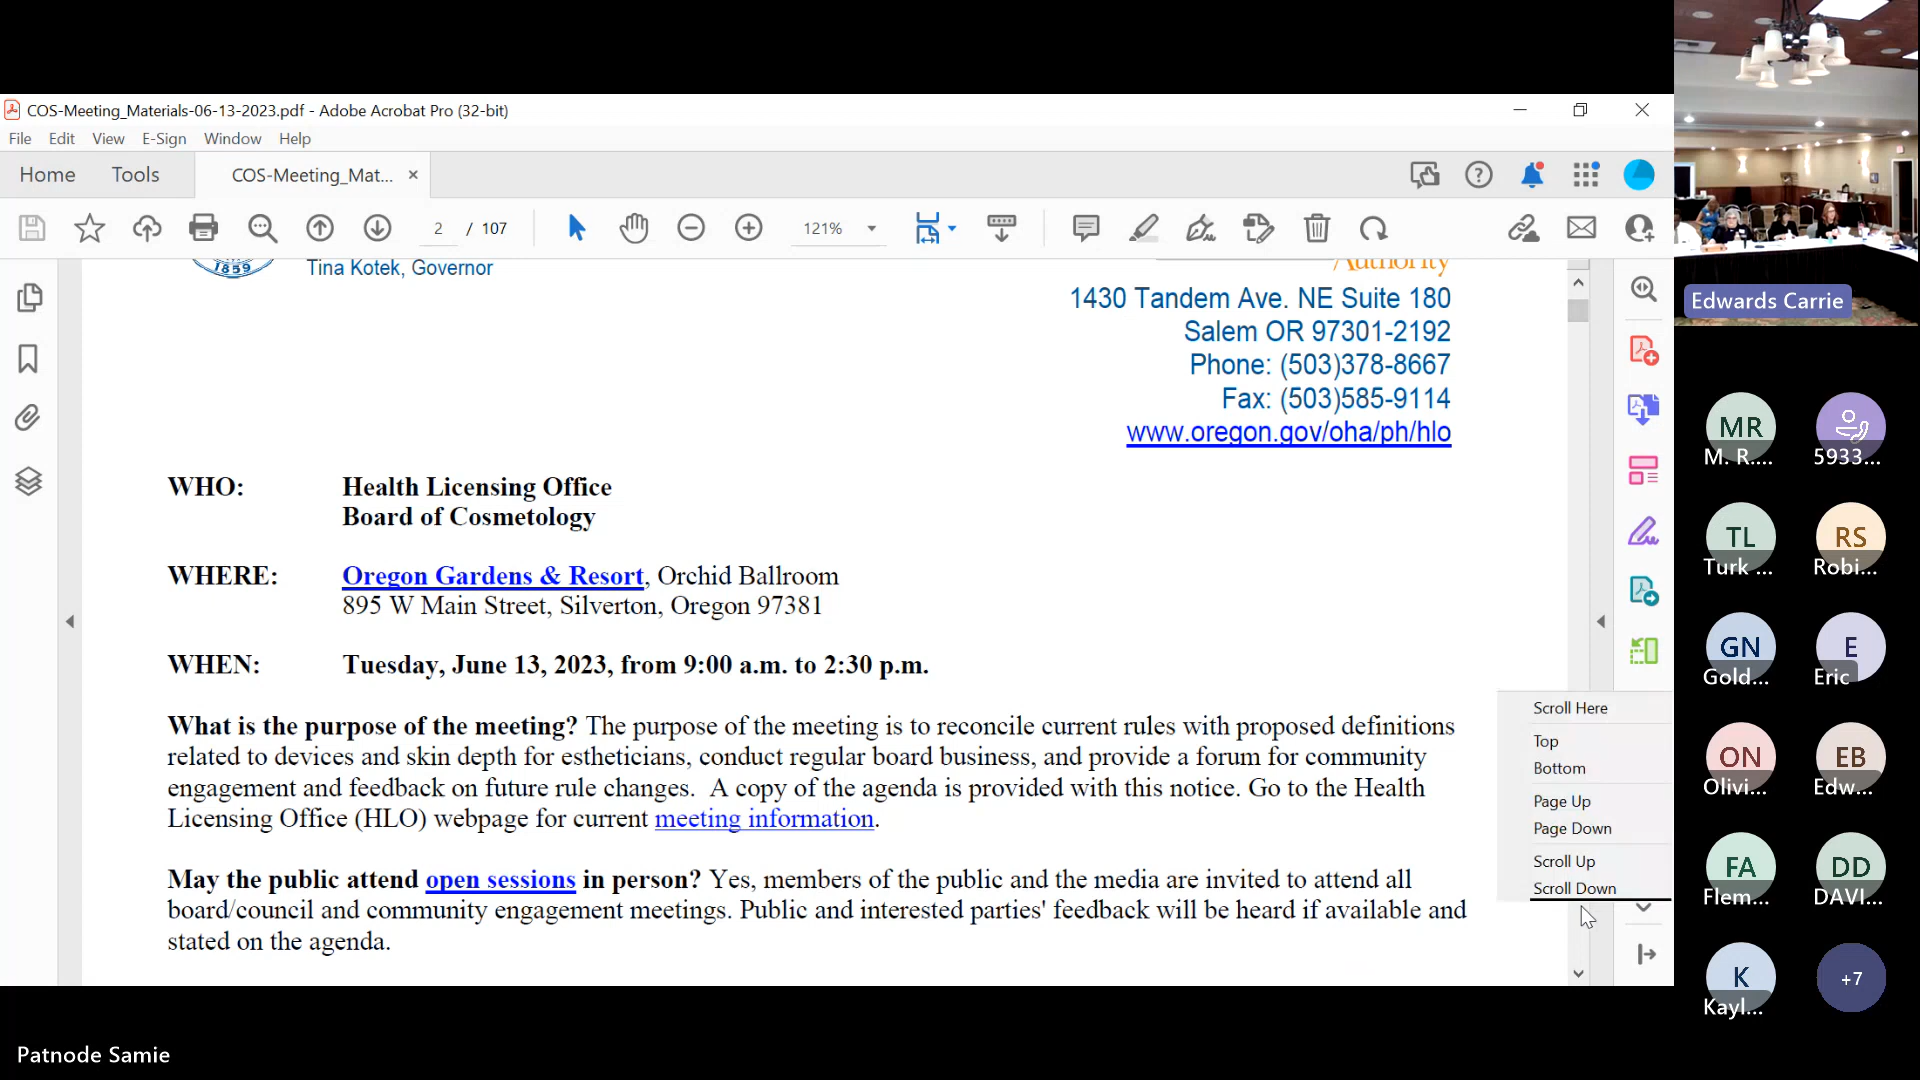 COS-Meeting_Materials-06-13-2023.pdf - Adobe Acrobat Pro (32-bit)
File Edit View E-Sign Window Help
Home Tools COS-Meeting_Mat... ×
2 / 107 121%
1859
Tina Kotek, Governor
Authority
1430 Tandem Ave. NE Suite 180
Salem OR 97301-2192
Phone: (503)378-8667
Fax: (503)585-9114
www.oregon.gov/oha/ph/hlo
WHO: Health Licensing Office
Board of Cosmetology
WHERE: Oregon Gardens & Resort, Orchid Ballroom
895 W Main Street, Silverton, Oregon 97381
WHEN: Tuesday, June 13, 2023, from 9:00 a.m. to 2:30 p.m.
What is the purpose of the meeting? The purpose of the meeting is to reconcile current rules with proposed definitions
related to devices and skin depth for estheticians, conduct regular board business, and provide a forum for community
engagement and feedback on future rule changes. A copy of the agenda is provided with this notice. Go to the Health
Licensing Office (HLO) webpage for current meeting information.
May the public attend open sessions in person? Yes, members of the public and the media are invited to attend all
board/council and community engagement meetings. Public and interested parties' feedback will be heard if available and
stated on the agenda.
Scroll Here
Top
Bottom
Page Up
Page Down
Scroll Up
Scroll Down
Edwards Carrie
MR
M. R....
5933...
TL
Turk ...
RS
Robi...
GN
Gold...
E
Eric
ON
Olivi...
EB
Edw...
FA
Flem...
DD
DAVI...
K
Kayl...
+7
Patnode Samie